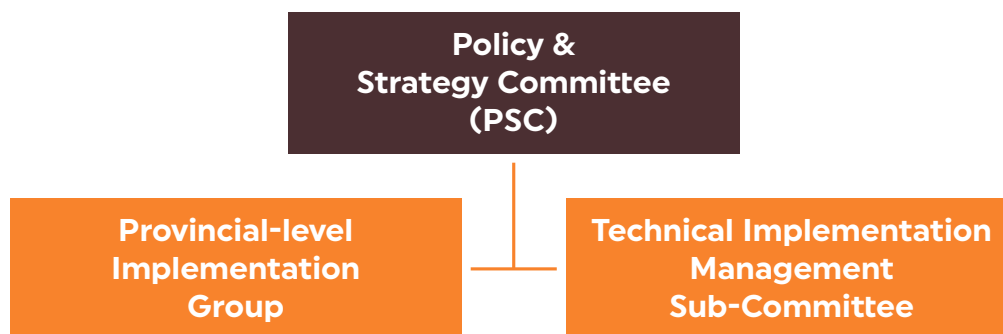 Policy &
Strategy Committee
(PSC)
Provincial-level
Implementation
Group
Technical Implementation
Management
Sub-Committee